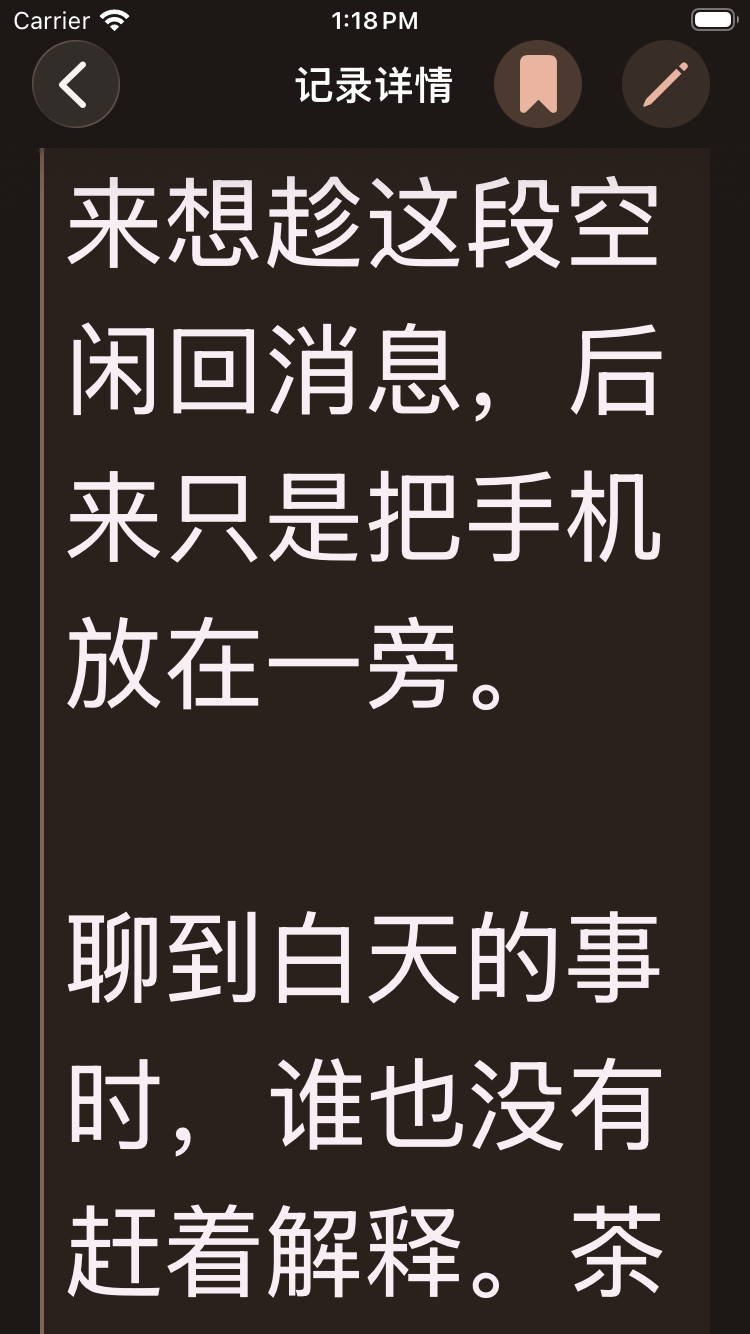 Carrier 1:18 PM
记录详情
来想趁这段空
闲回消息，后
来只是把手机
放在一旁。
聊到白天的事
时，谁也没有
赶着解释。茶